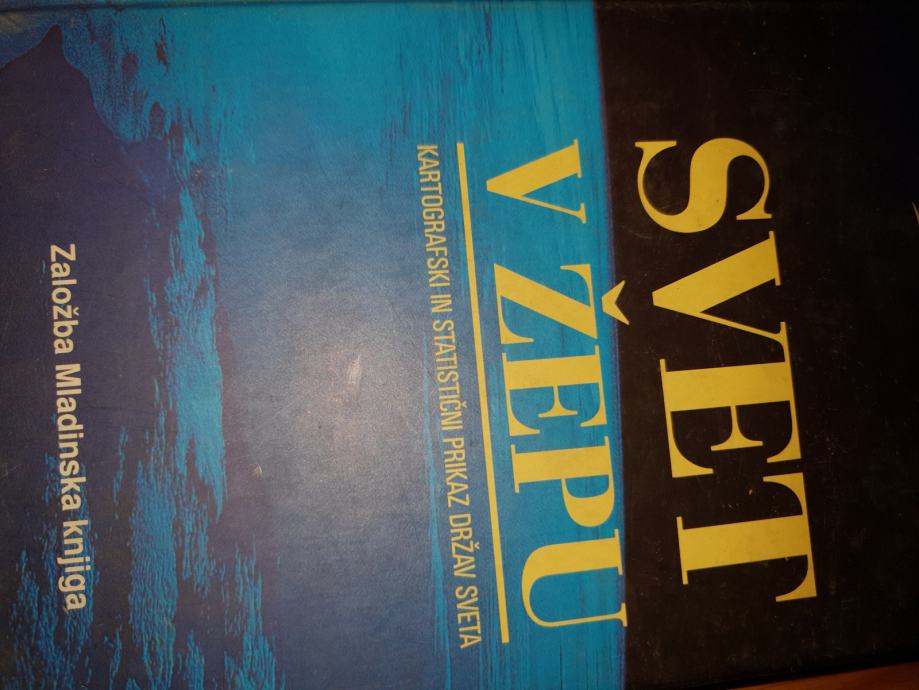 SVET
V ŽEPU
KARTOGRAFSKI IN STATISTIČNI PRIKAZ DRŽAV SVETA
Založba Mladinska knjiga